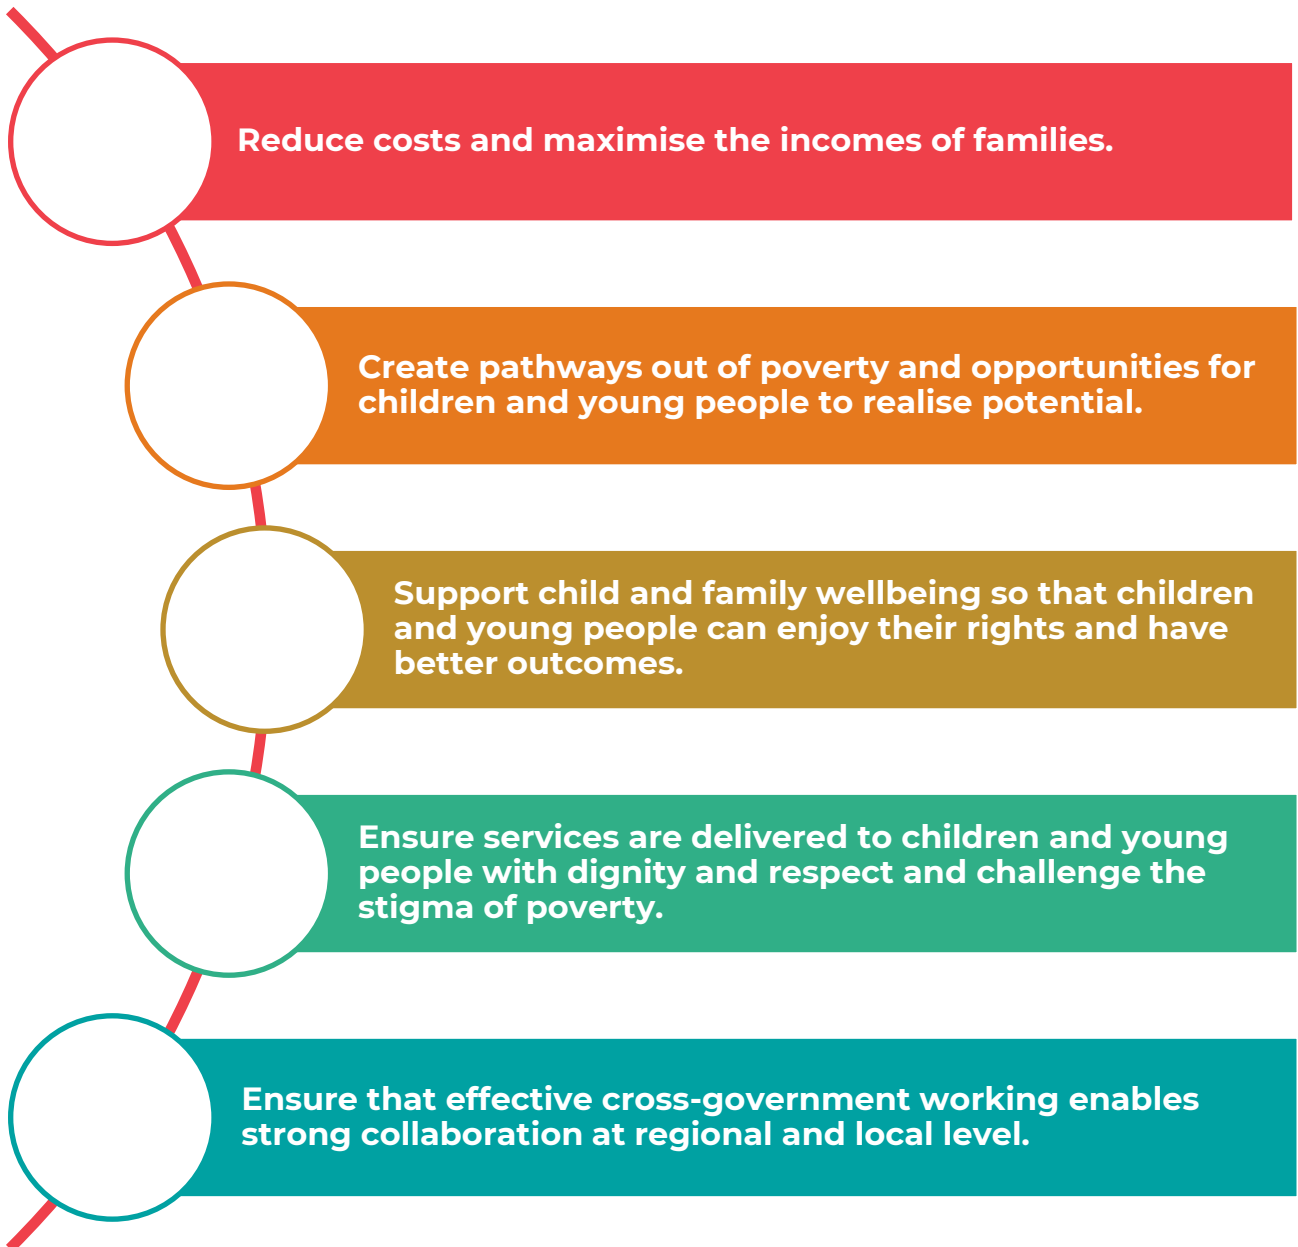 Reduce costs and maximise the incomes of families.
Create pathways out of poverty and opportunities for
children and young people to realise potential.
Support child and family wellbeing so that children
and young people can enjoy their rights and have
better outcomes.
Ensure services are delivered to children and young
people with dignity and respect and challenge the
stigma of poverty.
Ensure that effective cross-government working enables
strong collaboration at regional and local level.